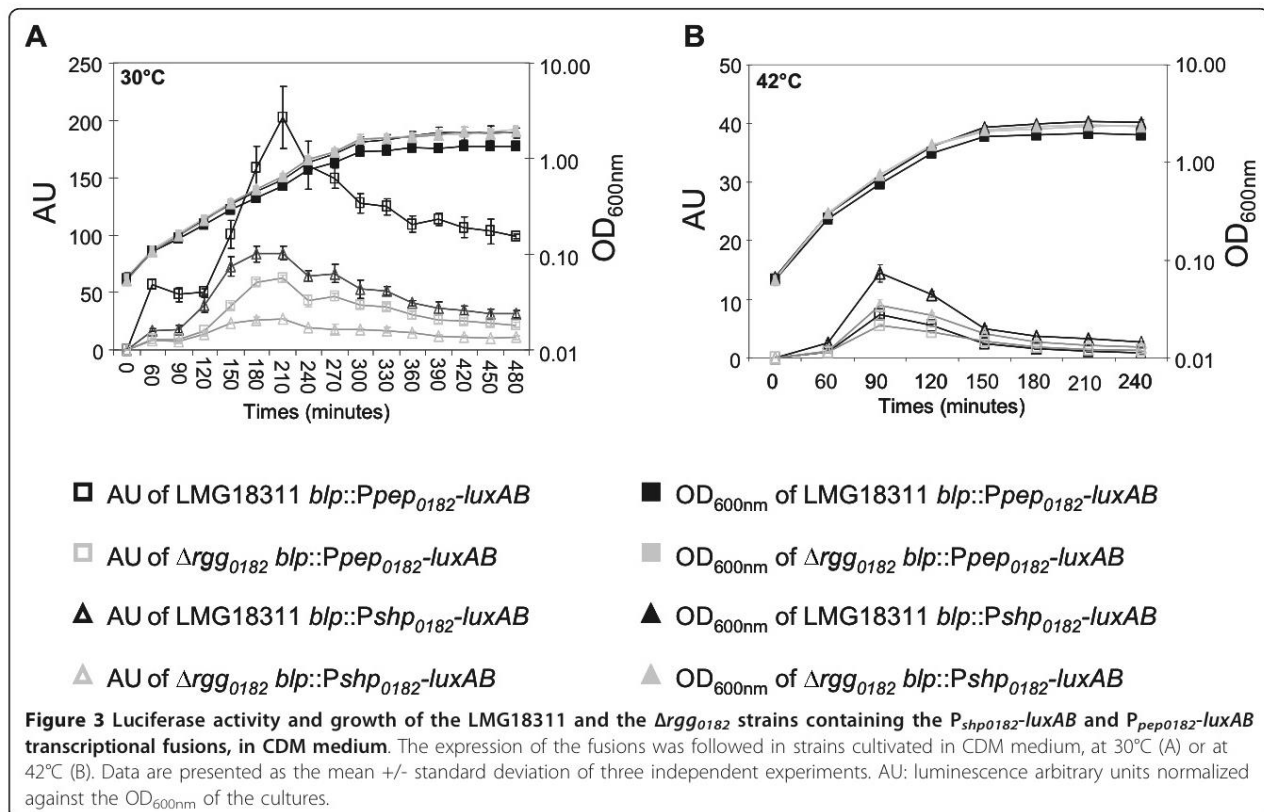 A
B
250
200
150
100
50
0
30°C
10.00
1.00
0.10
0.01
AU
OD600nm
0 60 90 120 150 180 210 240 270 300 330 360 390 420 450 480
Times (minutes)
50
40
30
20
10
0
42°C
10.00
1.00
0.10
0.01
AU
OD600nm
0 60 90 120 150 180 210 240
Times (minutes)
AU of LMG18311 blp::Ppep0182-luxAB
OD600nm of LMG18311 blp::Ppep0182-luxAB
AU of Δrgg0182 blp::Ppep0182-luxAB
OD600nm of Δrgg0182 blp::Ppep0182-luxAB
AU of LMG18311 blp::Pshp0182-luxAB
OD600nm of LMG18311 blp::Pshp0182-luxAB
AU of Δrgg0182 blp::Pshp0182-luxAB
OD600nm of Δrgg0182 blp::Pshp0182-luxAB
Figure 3 Luciferase activity and growth of the LMG18311 and the Δrgg0182 strains containing the Pshp0182-luxAB and Ppep0182-luxAB
transcriptional fusions, in CDM medium. The expression of the fusions was followed in strains cultivated in CDM medium, at 30°C (A) or at
42°C (B). Data are presented as the mean +/- standard deviation of three independent experiments. AU: luminescence arbitrary units normalized
against the OD600nm of the cultures.